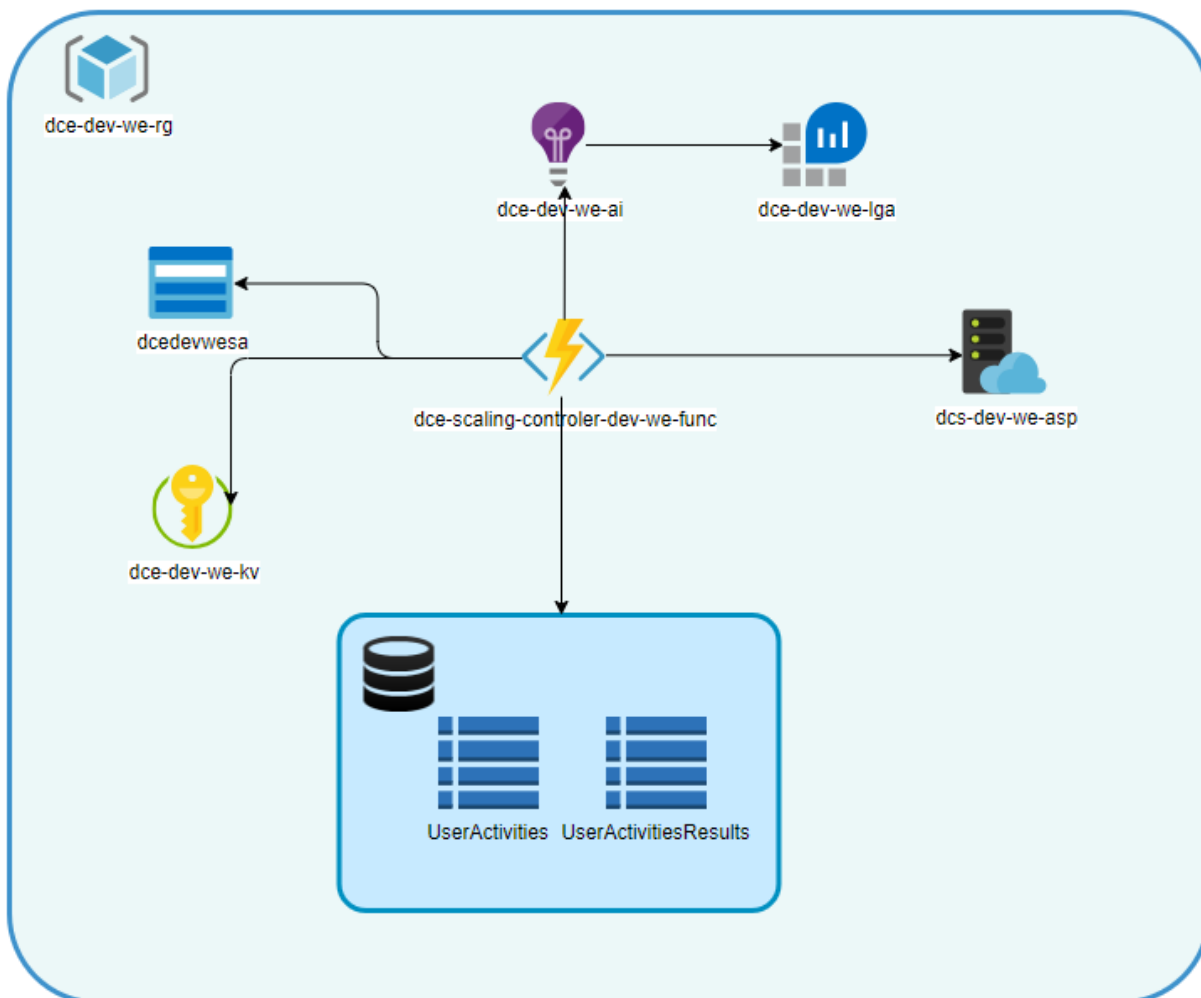 dce-dev-we-rg
dce-dev-we-ai
dce-dev-we-lga
dcedevwesa
dce-scaling-controler-dev-we-func
dcs-dev-we-asp
dce-dev-we-kv
UserActivities
UserActivitiesResults